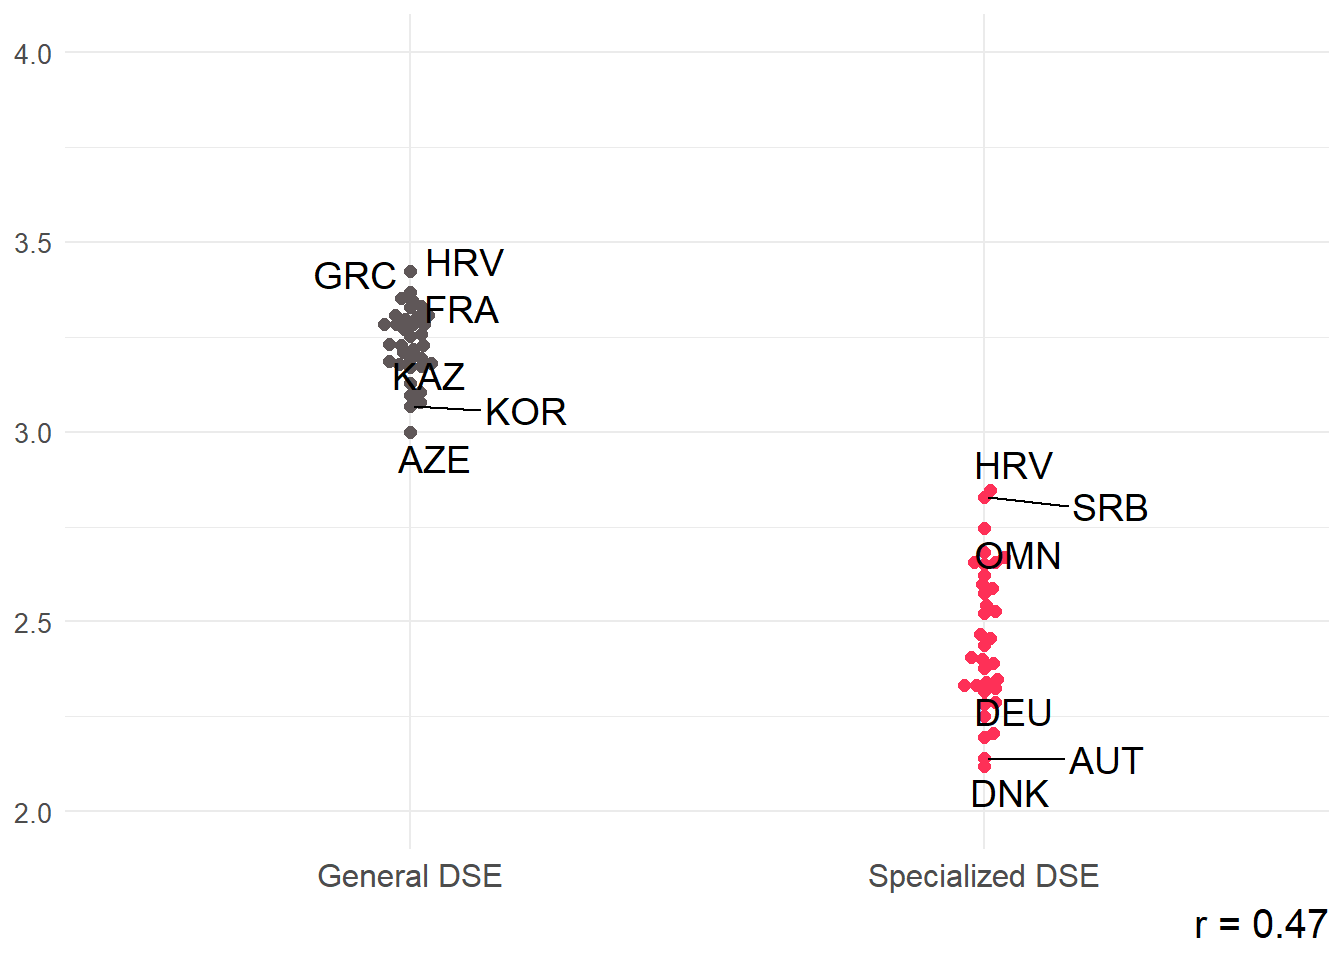 4.0
3.5
3.0
2.5
2.0
GRC
HRV
FRA
KAZ
KOR
AZE
HRV
SRB
OMN
DEU
AUT
DNK
General DSE
Specialized DSE
r = 0.47